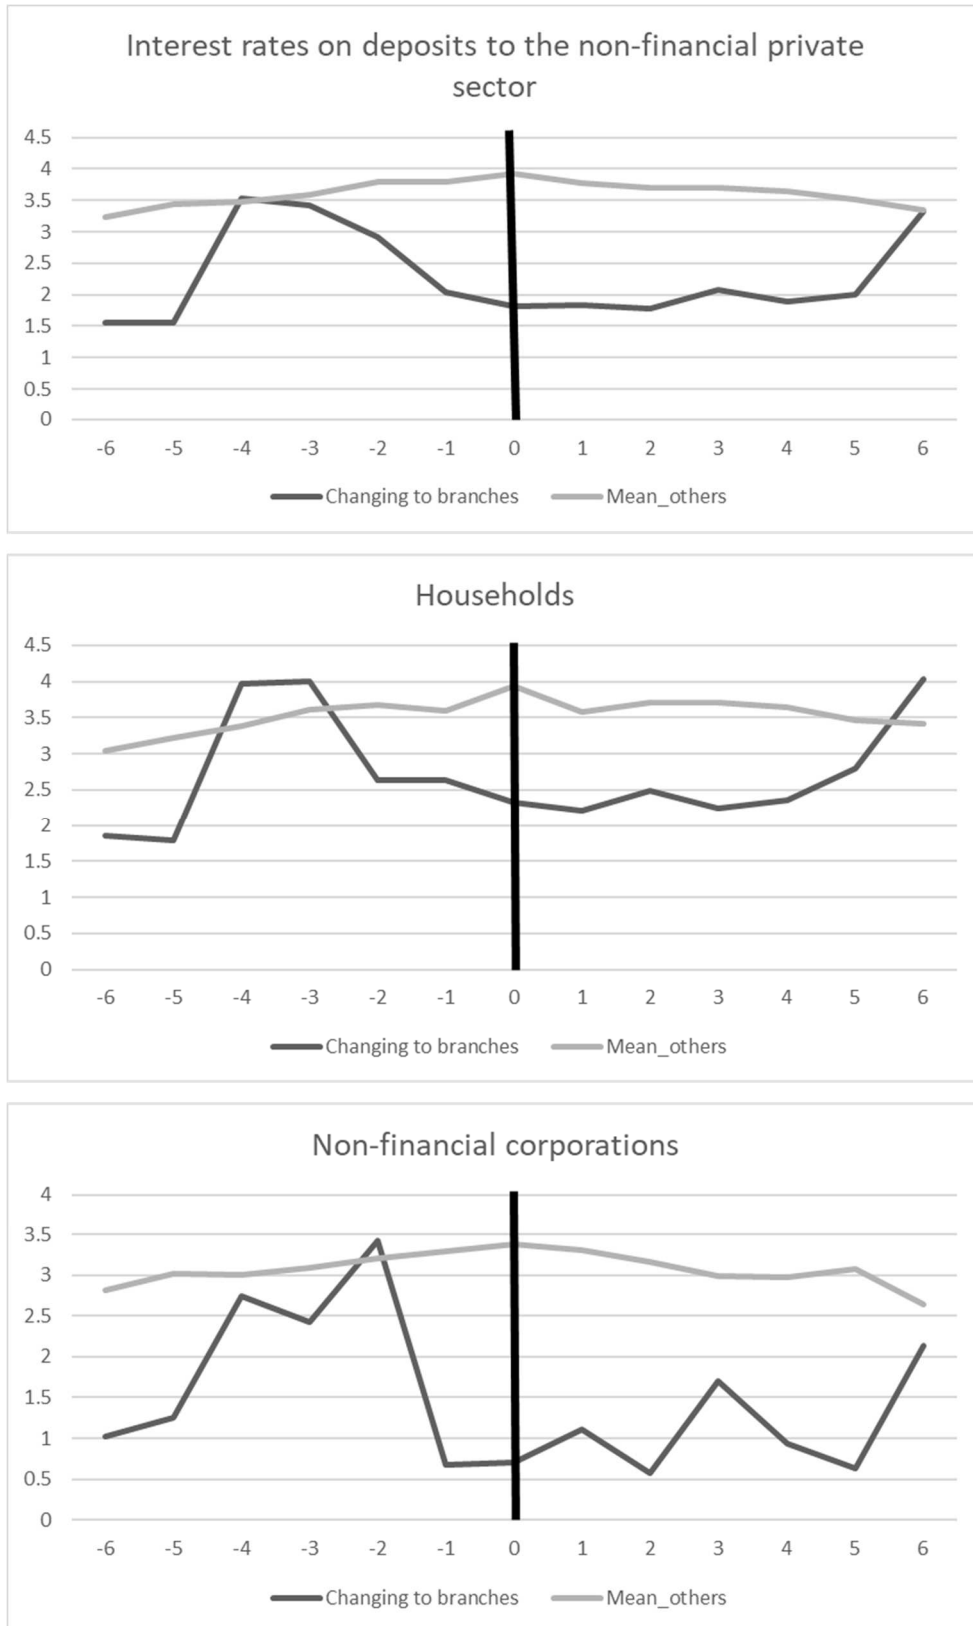 Interest rates on deposits to the non-financial private
sector
4.5
4
3.5
3
2.5
2
1.5
1
0.5
0
-6 -5 -4 -3 -2 -1 0 1 2 3 4 5 6
Changing to branches Mean_others
Households
4.5
4
3.5
3
2.5
2
1.5
1
0.5
0
-6 -5 -4 -3 -2 -1 0 1 2 3 4 5 6
Changing to branches Mean_others
Non-financial corporations
4
3.5
3
2.5
2
1.5
1
0.5
0
-6 -5 -4 -3 -2 -1 0 1 2 3 4 5 6
Changing to branches Mean_others